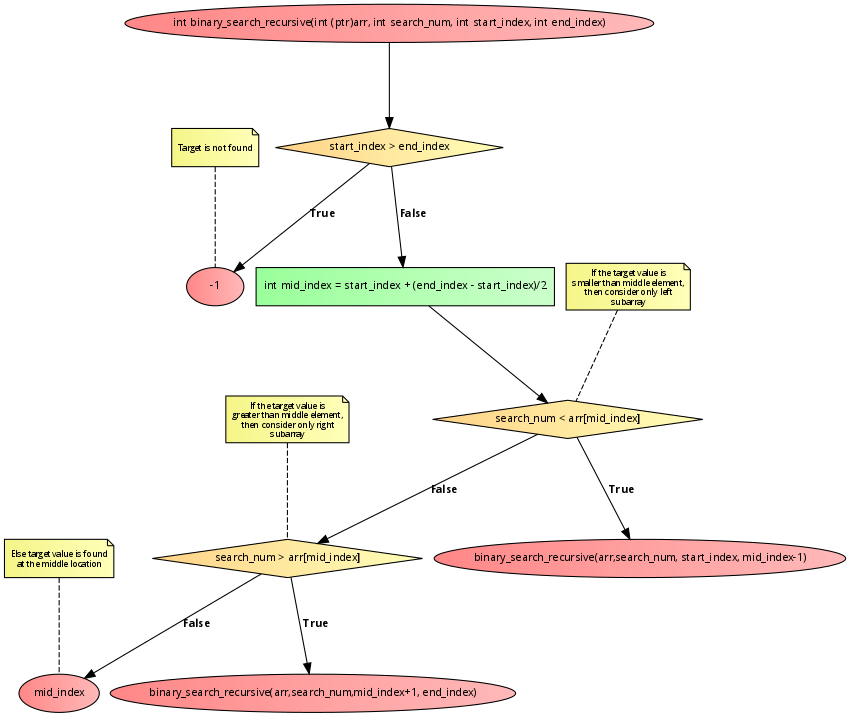 int binary_search_recursive(int (ptr)arr, int search_num, int start_index, int end_index)
Target is not found
start_index > end_index
True
False
-1
int mid_index = start_index + (end_index - start_index)/2
If the target value is
smaller than middle element,
then consider only left
subarray
If the target value is
greater than middle element,
then consider only right
subarray
search_num < arr[mid_index]
False
True
Else target value is found
at the middle location
search_num > arr[mid_index]
binary_search_recursive(arr,search_num, start_index, mid_index-1)
False
True
mid_index
binary_search_recursive(arr,search_num,mid_index+1, end_index)